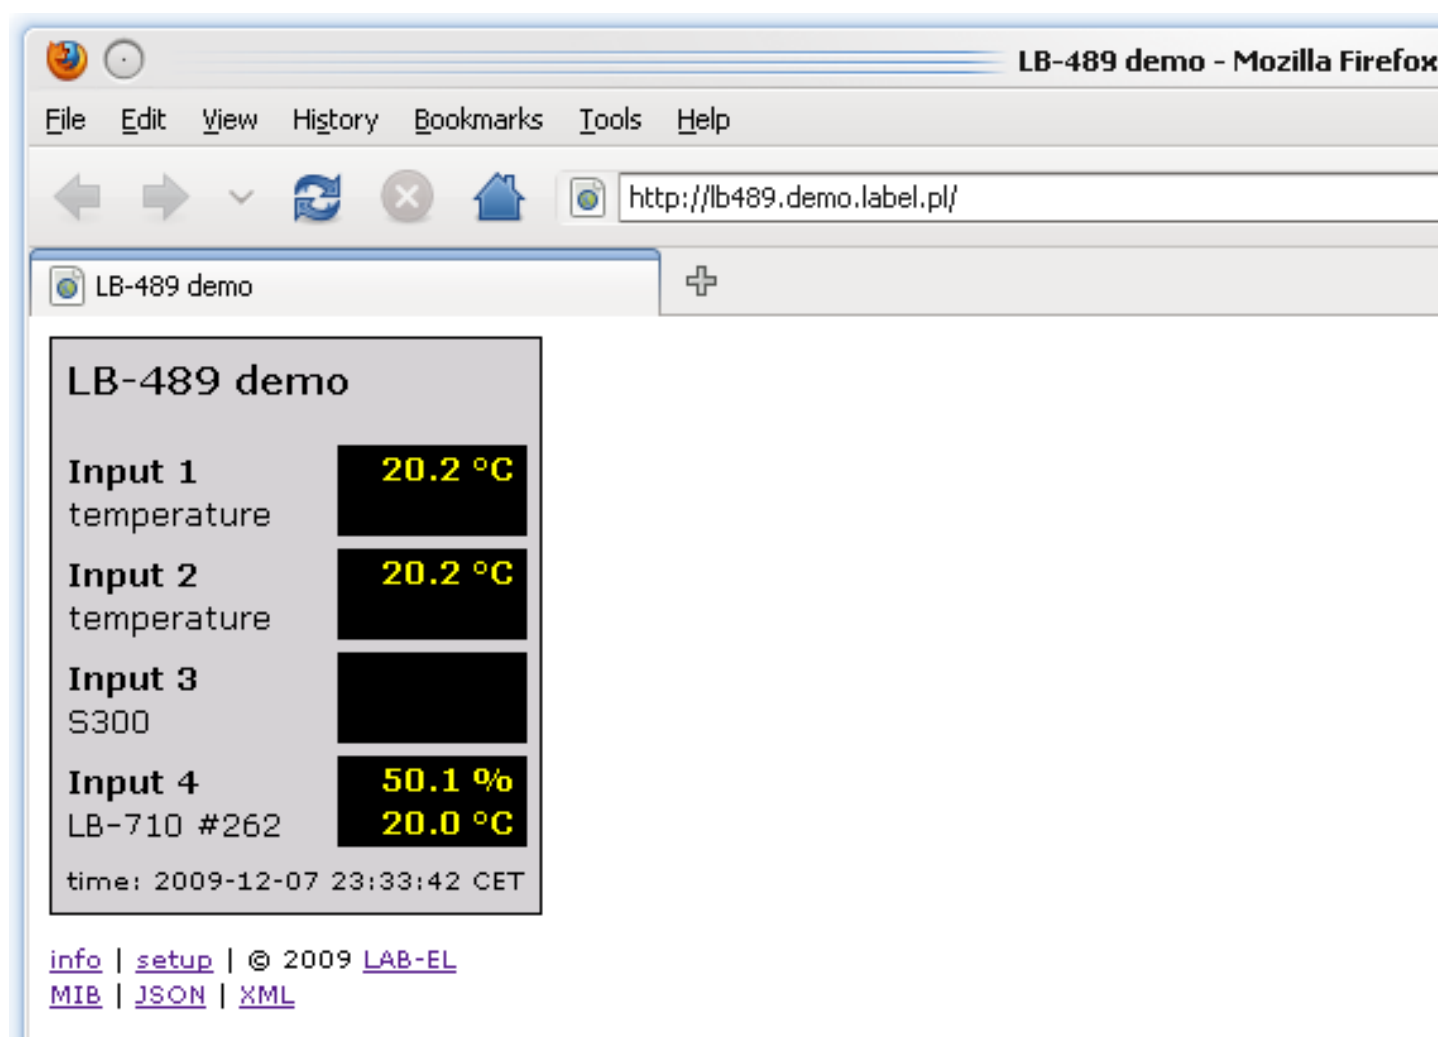 LB-489 demo - Mozilla Firefox
File Edit View History Bookmarks Tools Help
http://lb489.demo.label.pl/
LB-489 demo
LB-489 demo
Input 1 20.2 °C
temperature
Input 2 20.2 °C
temperature
Input 3
S300
Input 4 50.1 %
LB-710 #262 20.0 °C
time: 2009-12-07 23:33:42 CET
info | setup | © 2009 LAB-EL
MIB | JSON | XML